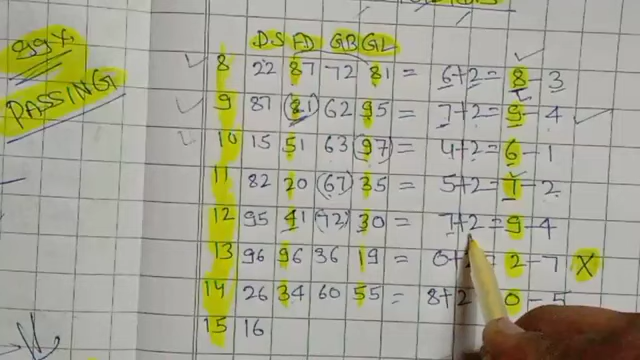 99%
PASSING
DS FD GB GL
8 22 87 72 81 = 6+2=8-3
9 87 (21) 62 95 = 7+2=9-4
10 15 51 63 (97) = 4+2=6-1
11 82 20 (67) 35 = 5+2=7-2
12 95 41 (72) 30 = 7+2=9-4
13 96 96 36 19 = 0+2=2-7 X
14 26 34 60 55 = 8+2 0-5
15 16